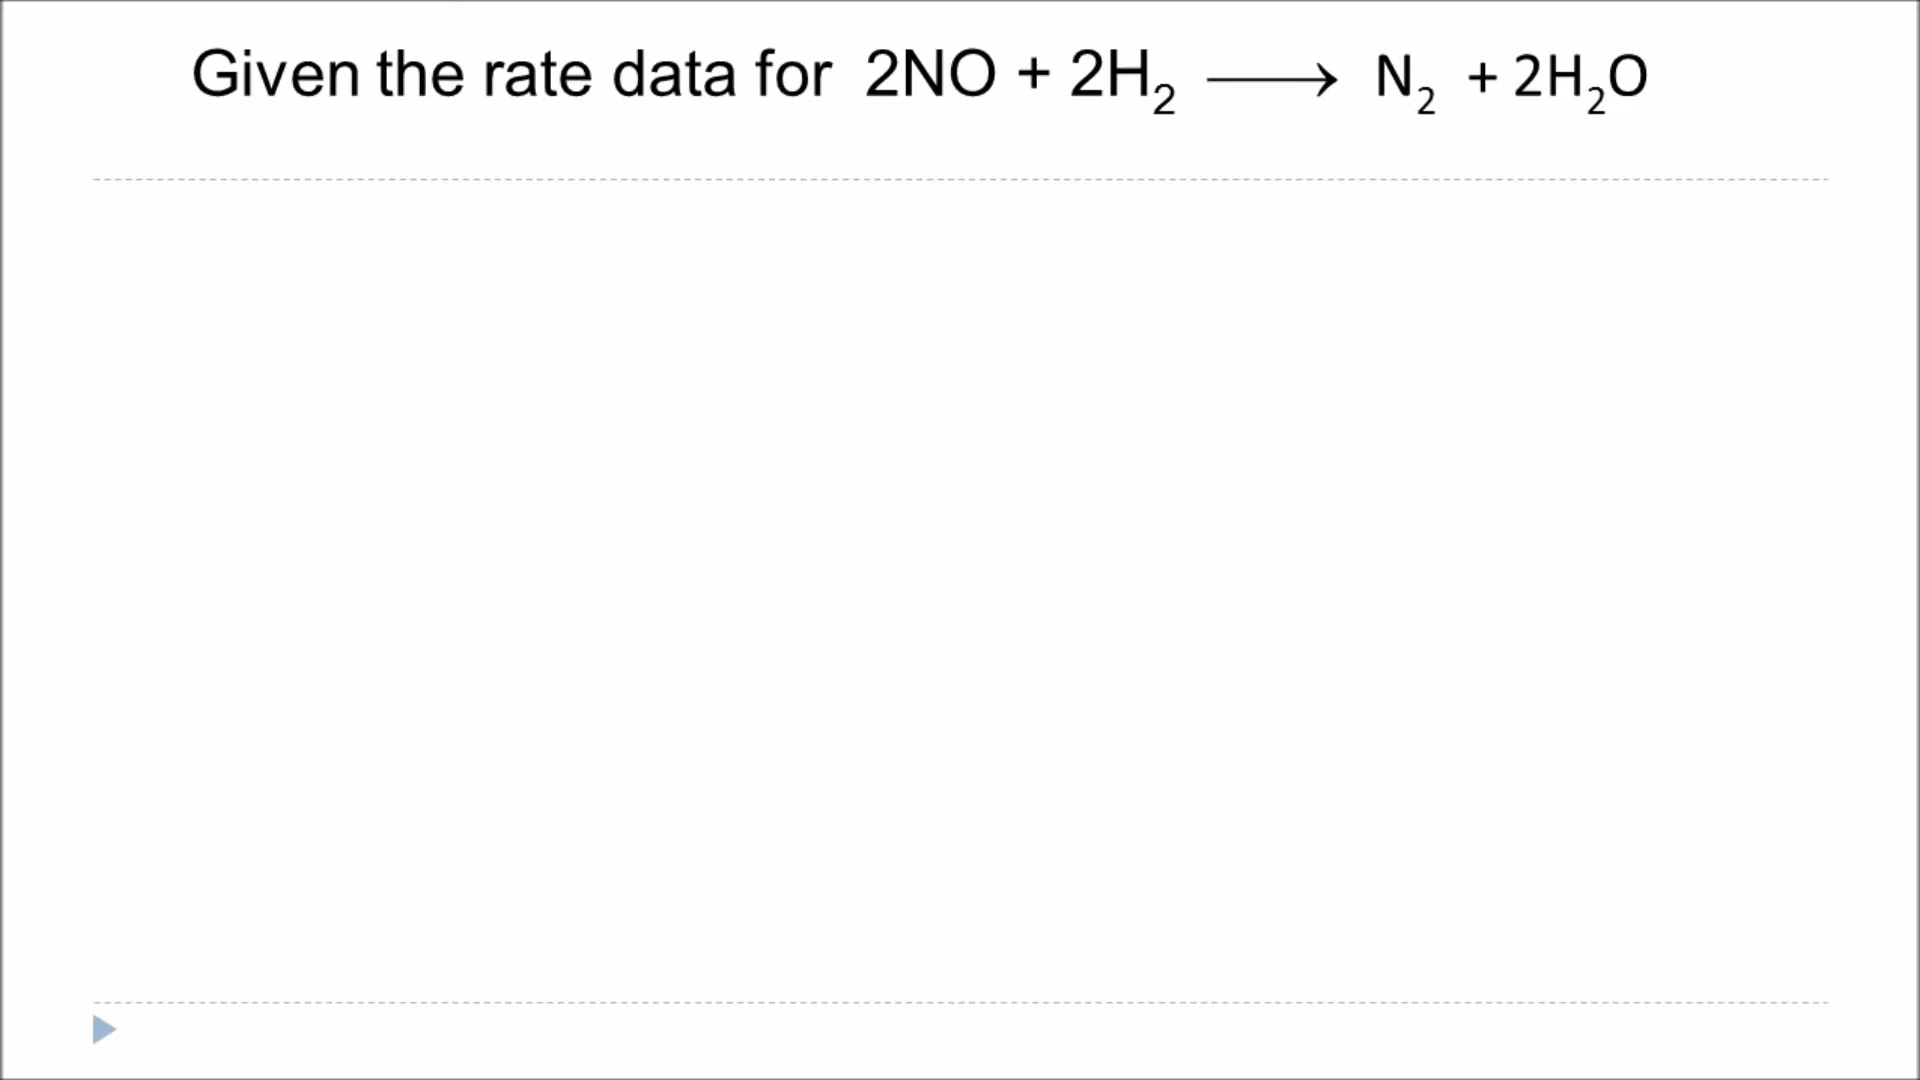 Given the rate data for 2NO + 2H₂ ⟶ N₂ + 2H₂O